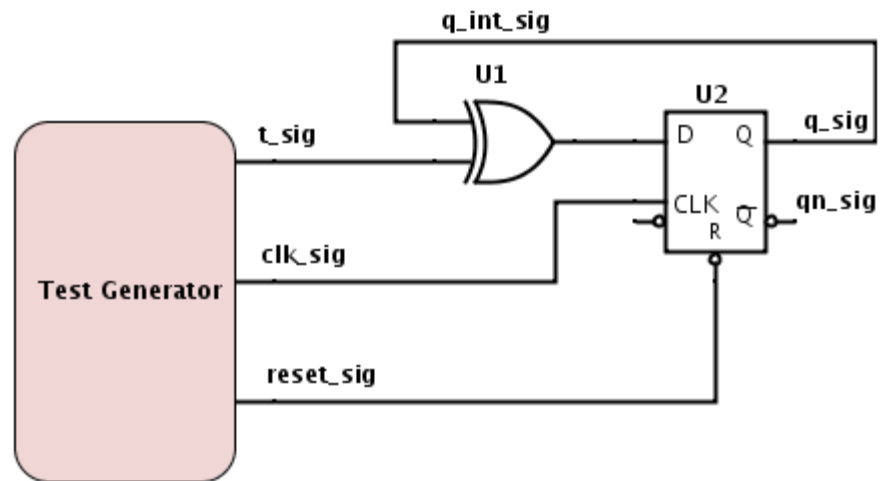 q_int_sig
U1
U2
t_sig
q_sig
D
Q
CLK
Q
qn_sig
R
clk_sig
Test Generator
reset_sig